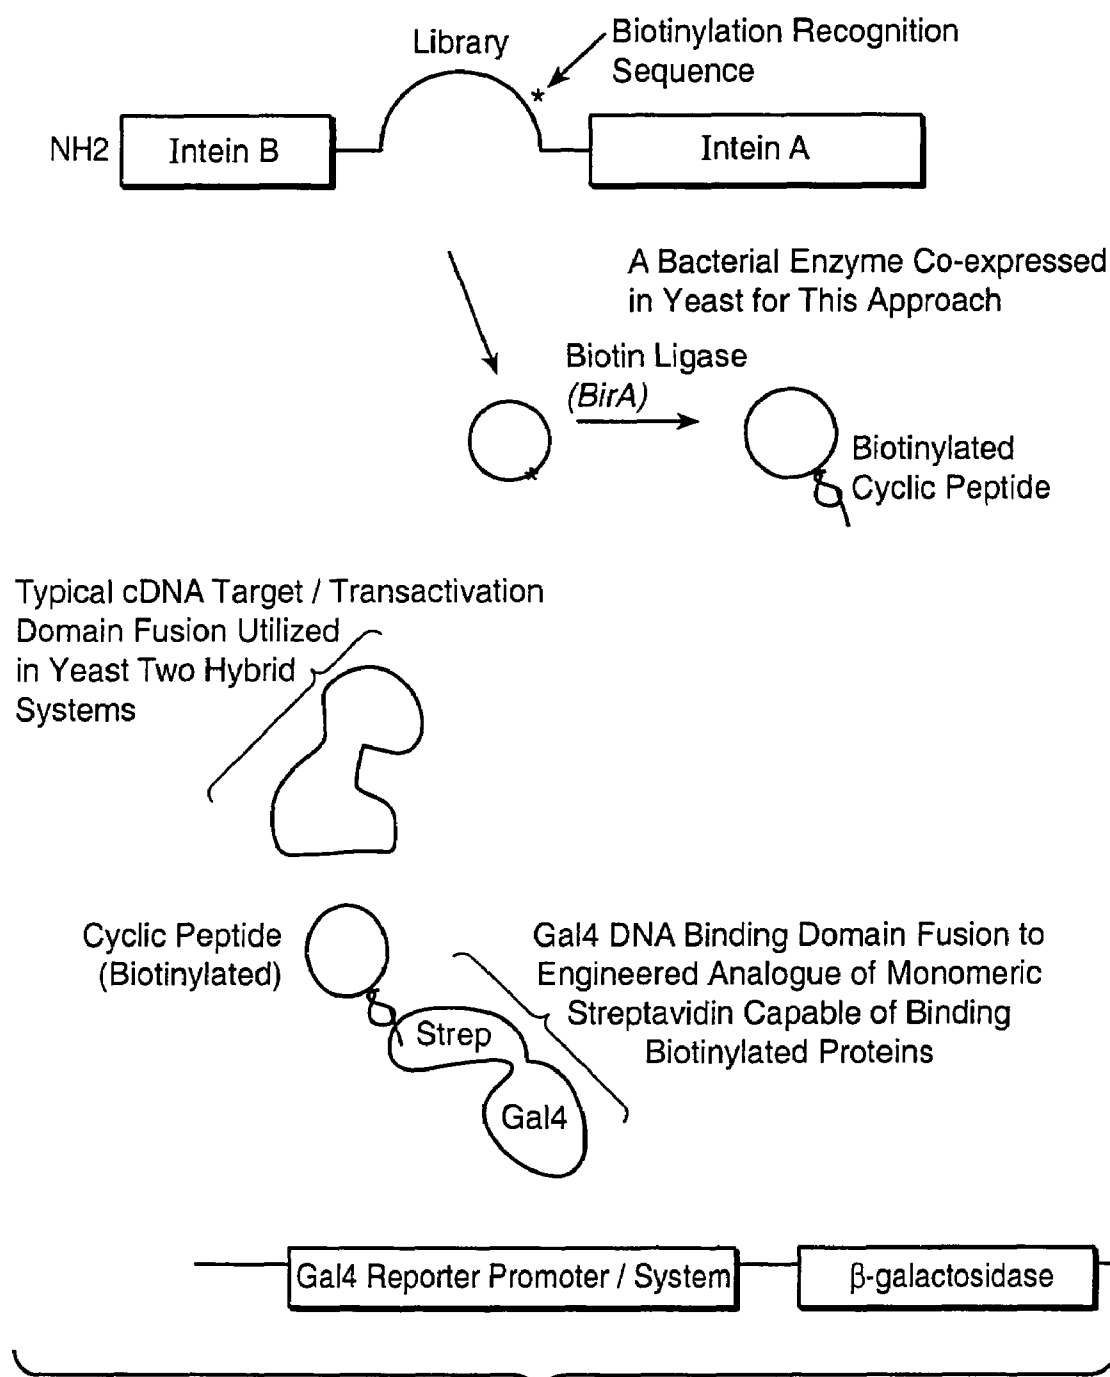 Library
Biotinylation Recognition
Sequence
*
NH2
Intein B
Intein A
A Bacterial Enzyme Co-expressed
in Yeast for This Approach
Biotin Ligase
(BirA)
*
Biotinylated
Cyclic Peptide
Typical cDNA Target / Transactivation
Domain Fusion Utilized
in Yeast Two Hybrid
Systems
Cyclic Peptide
(Biotinylated)
Gal4 DNA Binding Domain Fusion to
Engineered Analogue of Monomeric
Streptavidin Capable of Binding
Biotinylated Proteins
Strep
Gal4
Gal4 Reporter Promoter / System
β-galactosidase